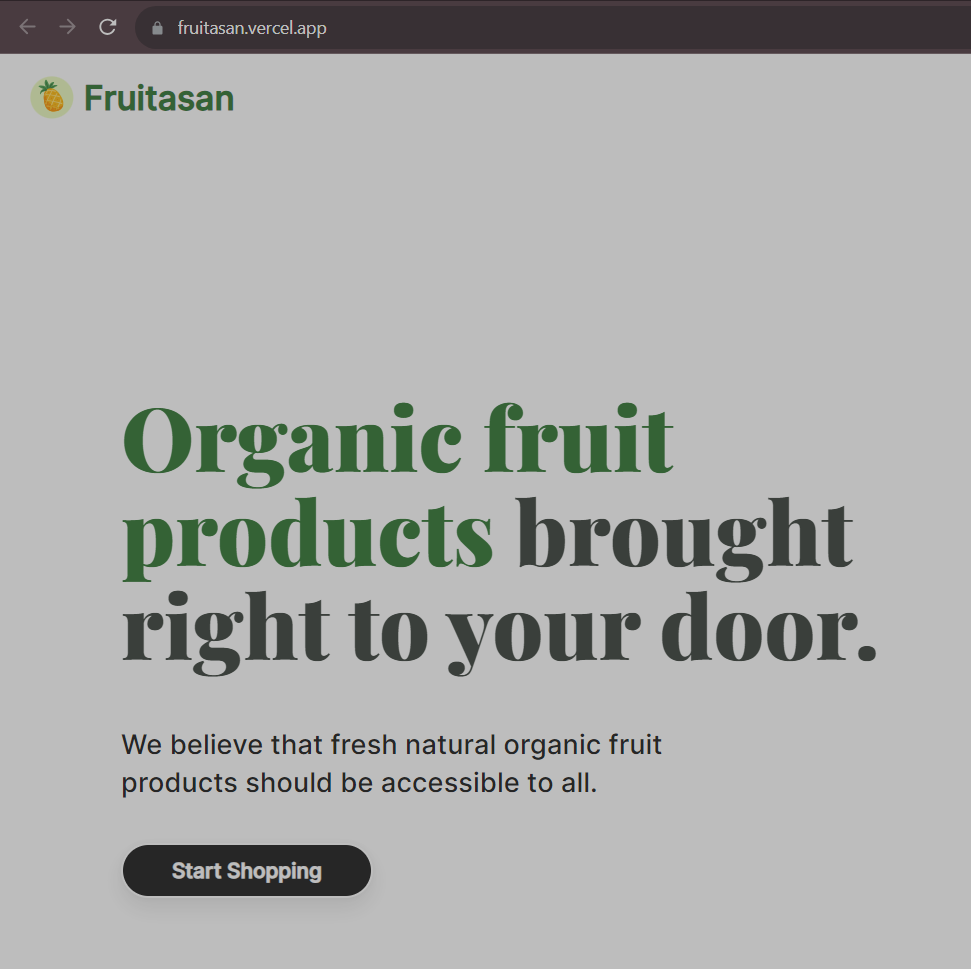 fruitasan.vercel.app
Fruitasan
Organic fruit
products brought
right to your door.
We believe that fresh natural organic fruit
products should be accessible to all.
Start Shopping